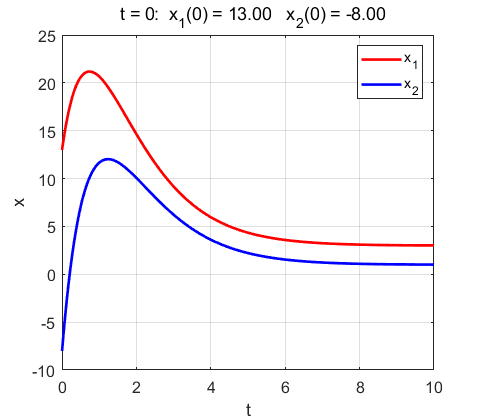 t = 0: x1(0) = 13.00 x2(0) = -8.00
25
20
15
10
5
0
-5
-10
x
0 2 4 6 8 10
t
x1
x2